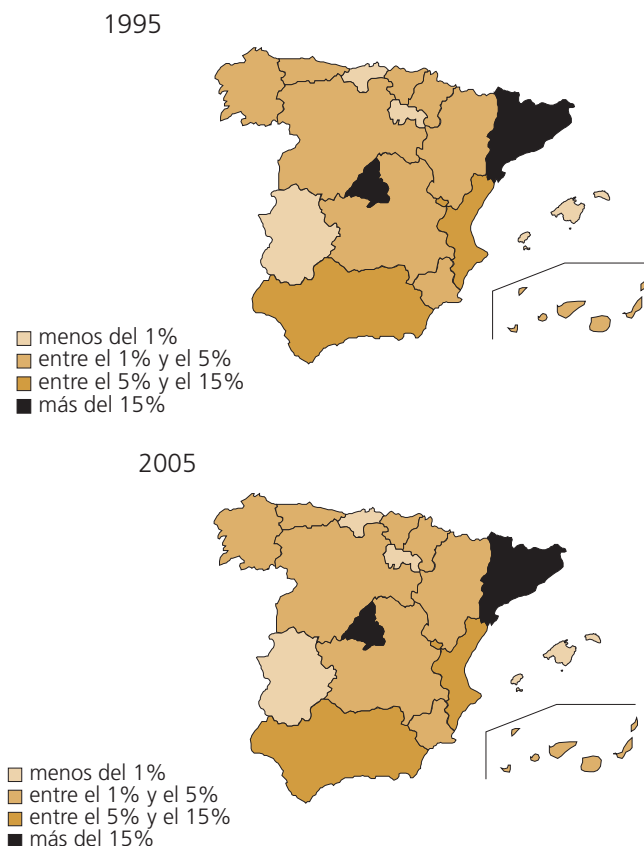 1995
menos del 1%
entre el 1% y el 5%
entre el 5% y el 15%
más del 15%
2005
menos del 1%
entre el 1% y el 5%
entre el 5% y el 15%
más del 15%